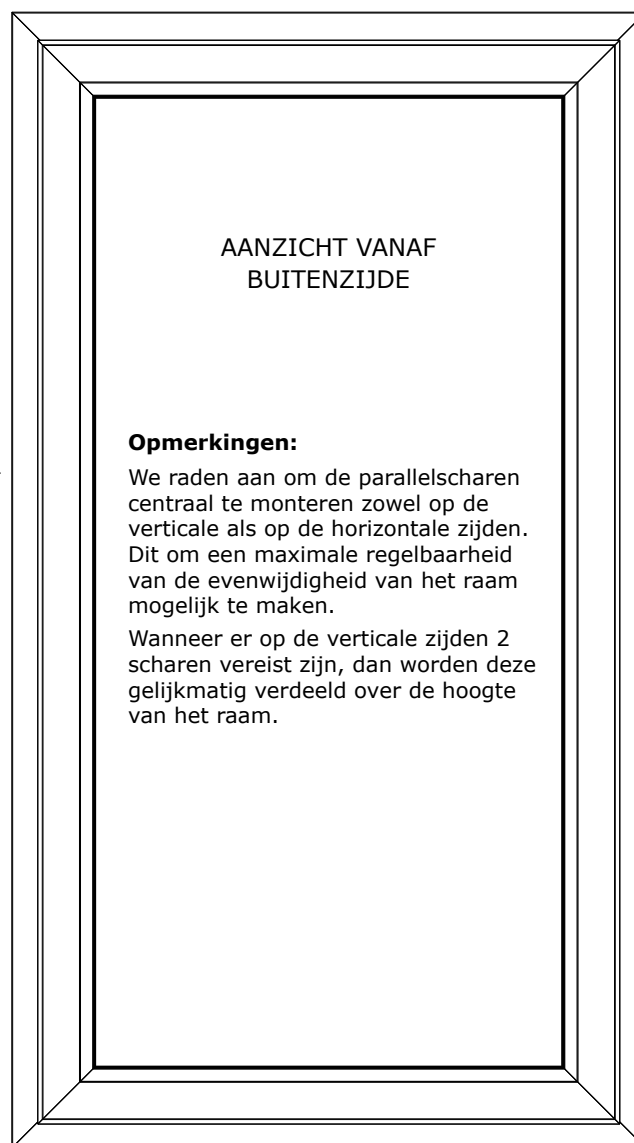 AANZICHT VANAF
BUITENZIJDE
Opmerkingen:
We raden aan om de parallelscharen
centraal te monteren zowel op de
verticale als op de horizontale zijden.
Dit om een maximale regelbaarheid
van de evenwijdigheid van het raam
mogelijk te maken.
Wanneer er op de verticale zijden 2
scharen vereist zijn, dan worden deze
gelijkmatig verdeeld over de hoogte
van het raam.